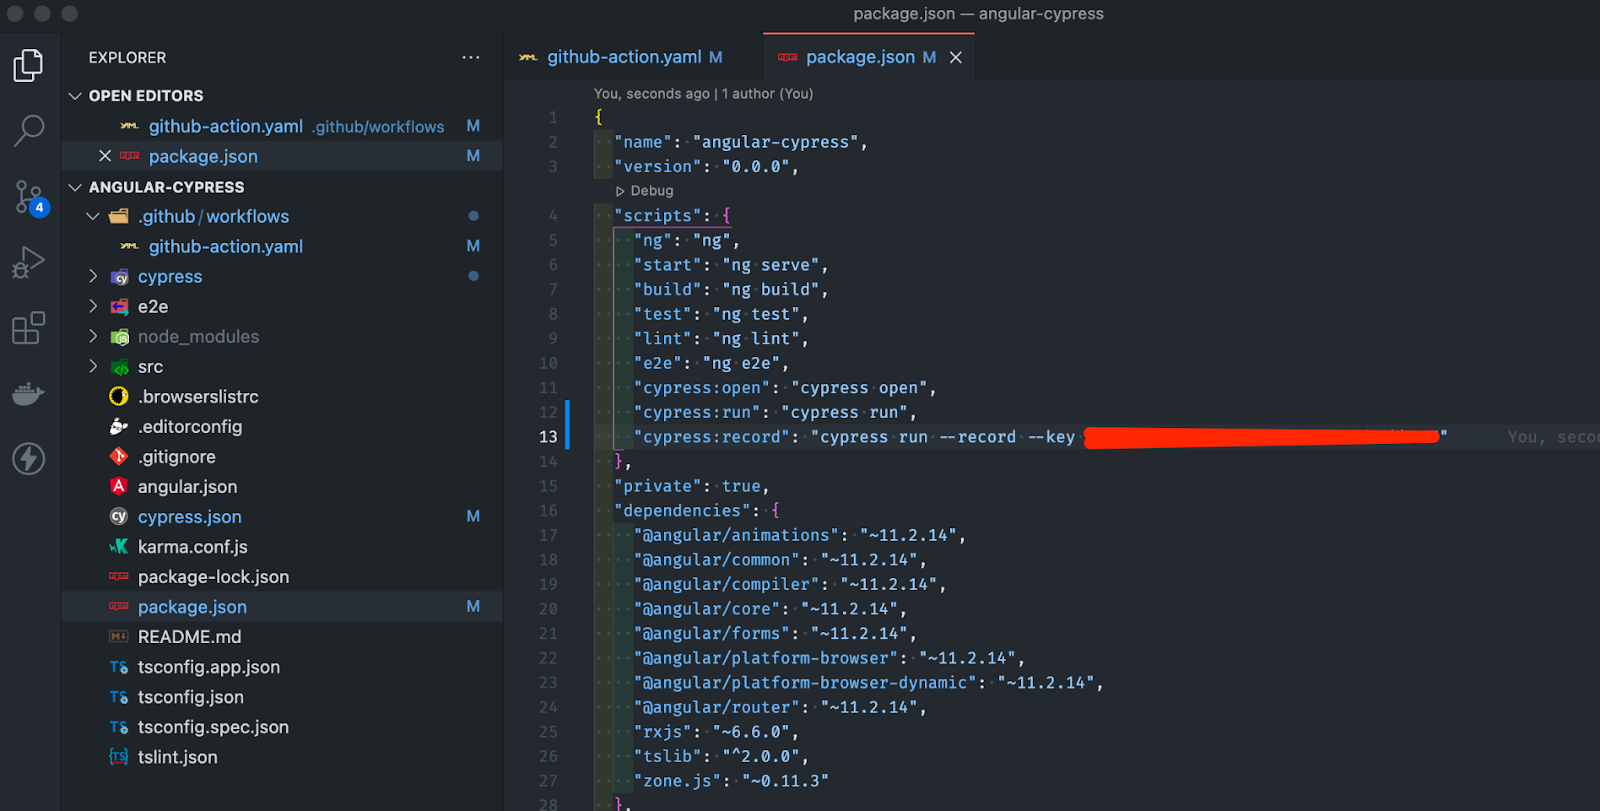 package.json — angular-cypress
EXPLORER
OPEN EDITORS
github-action.yaml .github/workflows M
package.json M
ANGULAR-CYPRESS
.github/workflows
github-action.yaml M
cypress
e2e
node_modules
src
.browserslistrc
.editorconfig
.gitignore
angular.json
cypress.json M
karma.conf.js
package-lock.json
package.json M
README.md
tsconfig.app.json
tsconfig.json
tsconfig.spec.json
tslint.json
4
github-action.yaml M
package.json M
You, seconds ago | 1 author (You)
1 {
2 "name": "angular-cypress",
3 "version": "0.0.0",
Debug
4 "scripts": {
5 "ng": "ng",
6 "start": "ng serve",
7 "build": "ng build",
8 "test": "ng test",
9 "lint": "ng lint",
10 "e2e": "ng e2e",
11 "cypress:open": "cypress open",
12 "cypress:run": "cypress run",
13 "cypress:record": "cypress run --record --key " You, seco
14 },
15 "private": true,
16 "dependencies": {
17 "@angular/animations": "~11.2.14",
18 "@angular/common": "~11.2.14",
19 "@angular/compiler": "~11.2.14",
20 "@angular/core": "~11.2.14",
21 "@angular/forms": "~11.2.14",
22 "@angular/platform-browser": "~11.2.14",
23 "@angular/platform-browser-dynamic": "~11.2.14",
24 "@angular/router": "~11.2.14",
25 "rxjs": "~6.6.0",
26 "tslib": "^2.0.0",
27 "zone.js": "~0.11.3"
28 },